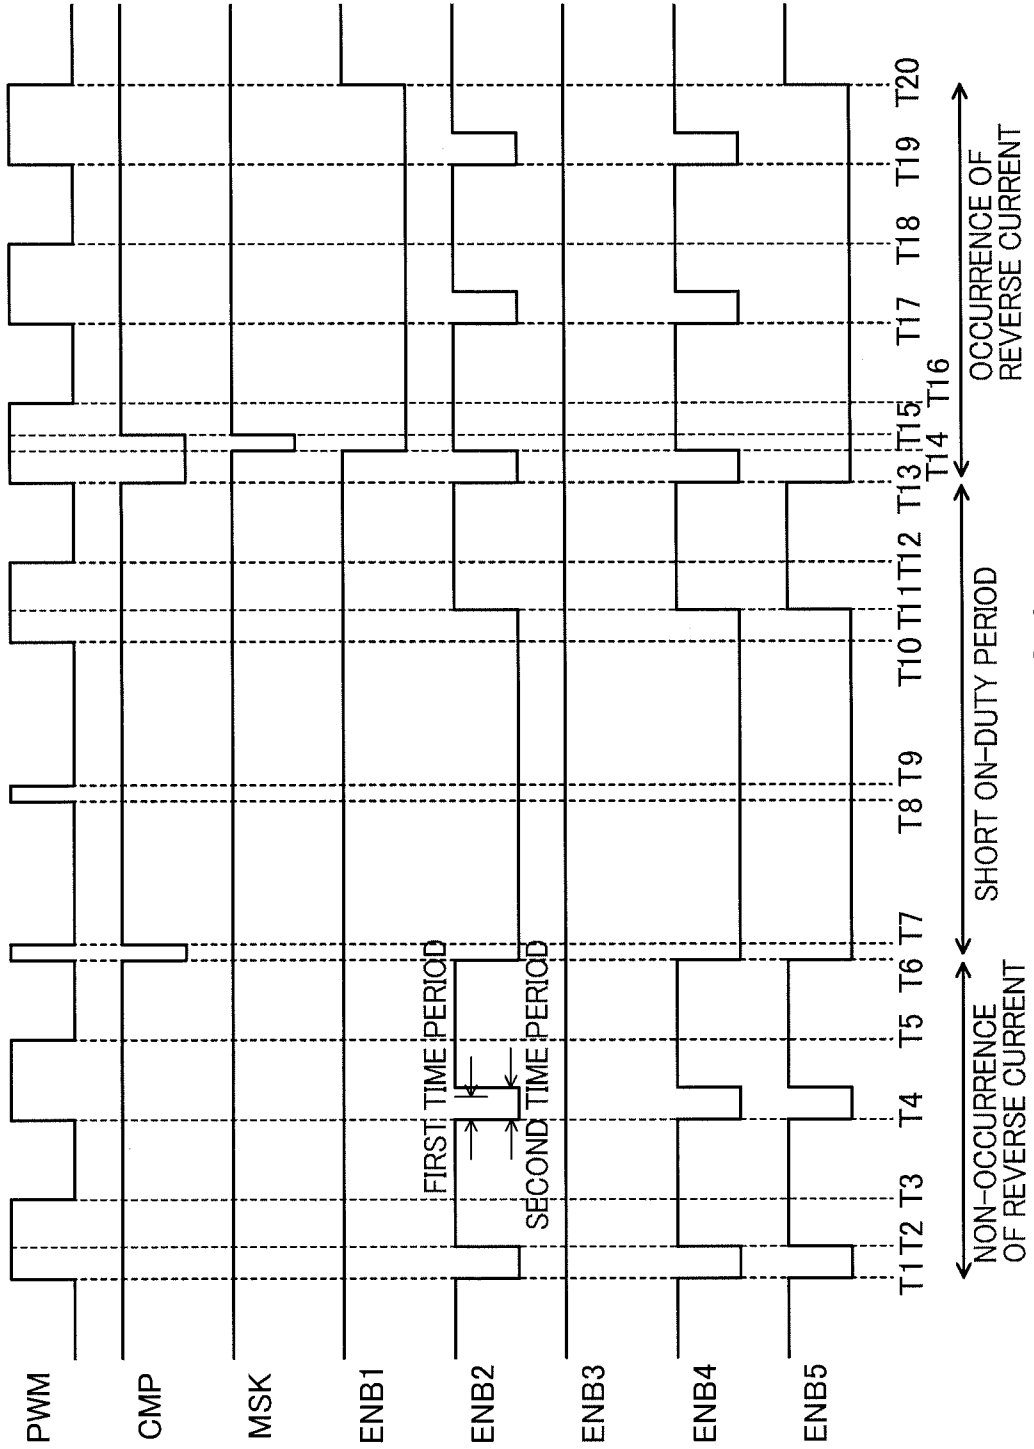 PWM
CMP
MSK
ENB1
ENB2
FIRST TIME PERIOD
SECOND TIME PERIOD
ENB3
ENB4
ENB5
T1 T2 T3 T4 T5 T6 T7 T8 T9 T10 T11 T12 T13 T14 T15 T16 T17 T18 T19 T20
NON-OCCURRENCE
OF REVERSE CURRENT
SHORT ON-DUTY PERIOD
OCCURRENCE OF
REVERSE CURRENT